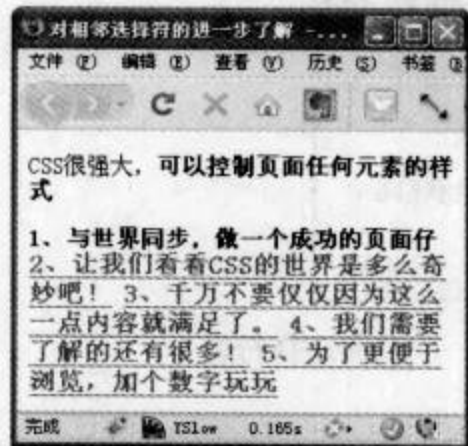 对相邻选择符的进一步了解 -...
文件 (F) 编辑 (E) 查看 (V) 历史 (S) 书签 (B
CSS很强大，可以控制页面任何元素的样
式
1、与世界同步，做一个成功的页面仔
2、让我们看看CSS的世界是多么奇
妙吧！ 3、千万不要仅仅因为这么
一点内容就满足了。 4、我们需要
了解的还有很多！ 5、为了更便于
浏览，加个数字玩玩
完成 YSlow 0.165s